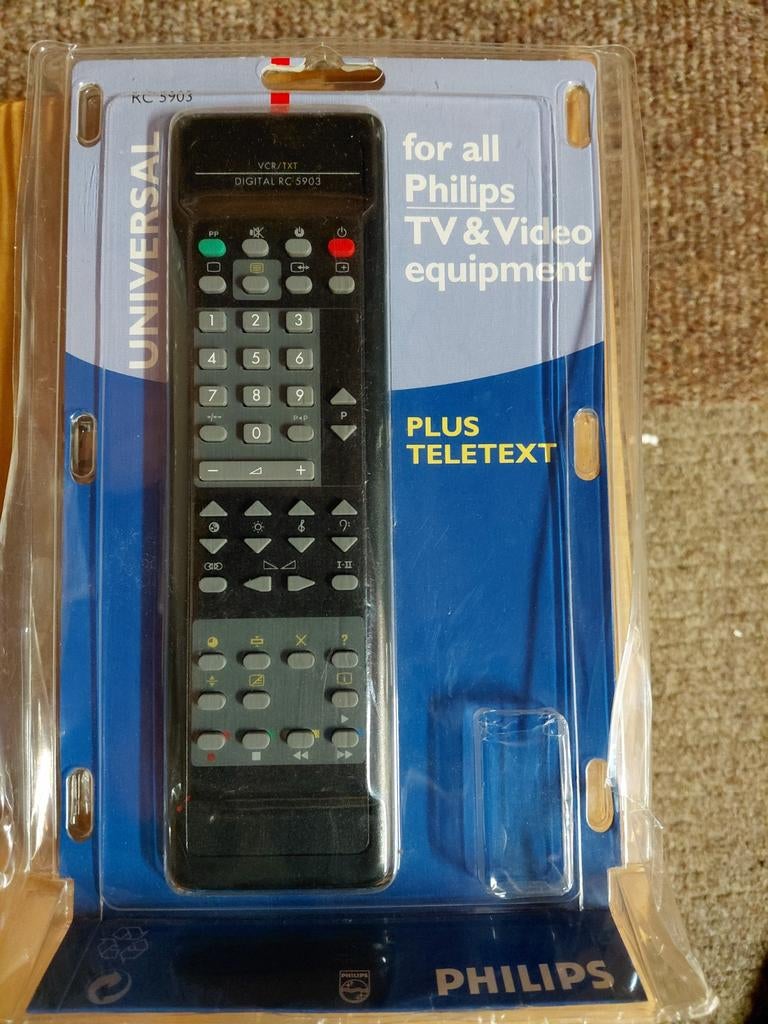 RC 5903
UNIVERSAL
for all
Philips
TV & Video
equipment
PLUS
TELETEXT
VCR/TXT
DIGITAL RC 5903
PP
1 2 3
4 5 6
7 8 9
-/-- P◂P
0
P
− +
I-II
?
i
PHILIPS
PHILIPS